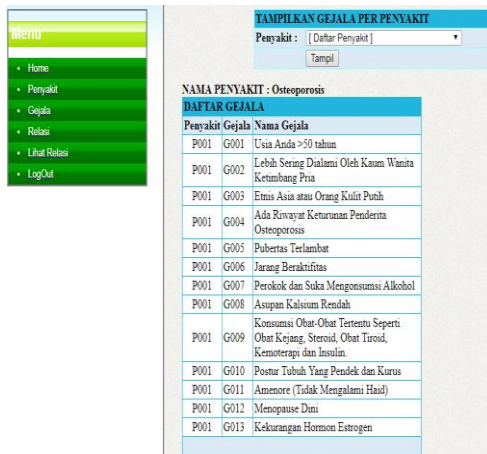 Menu
Home
Penyakit
Gejala
Relasi
Lihat Relasi
LogOut
TAMPILKAN GEJALA PER PENYAKIT
Penyakit : [ Daftar Penyakit ]
Tampil
NAMA PENYAKIT : Osteoporosis
DAFTAR GEJALA
Penyakit Gejala Nama Gejala
P001 G001 Usia Anda >50 tahun
P001 G002 Lebih Sering Dialami Oleh Kaum Wanita
Ketimbang Pria
P001 G003 Etnis Asia atau Orang Kulit Putih
P001 G004 Ada Riwayat Keturunan Penderita
Osteoporosis
P001 G005 Pubertas Terlambat
P001 G006 Jarang Beraktifitas
P001 G007 Perokok dan Suka Mengonsumsi Alkohol
P001 G008 Asupan Kalsium Rendah
P001 G009 Konsumsi Obat-Obat Tertentu Seperti
Obat Kejang, Steroid, Obat Tiroid,
Kemoterapi dan Insulin.
P001 G010 Postur Tubuh Yang Pendek dan Kurus
P001 G011 Amenore (Tidak Mengalami Haid)
P001 G012 Menopause Dini
P001 G013 Kekurangan Hormon Estrogen